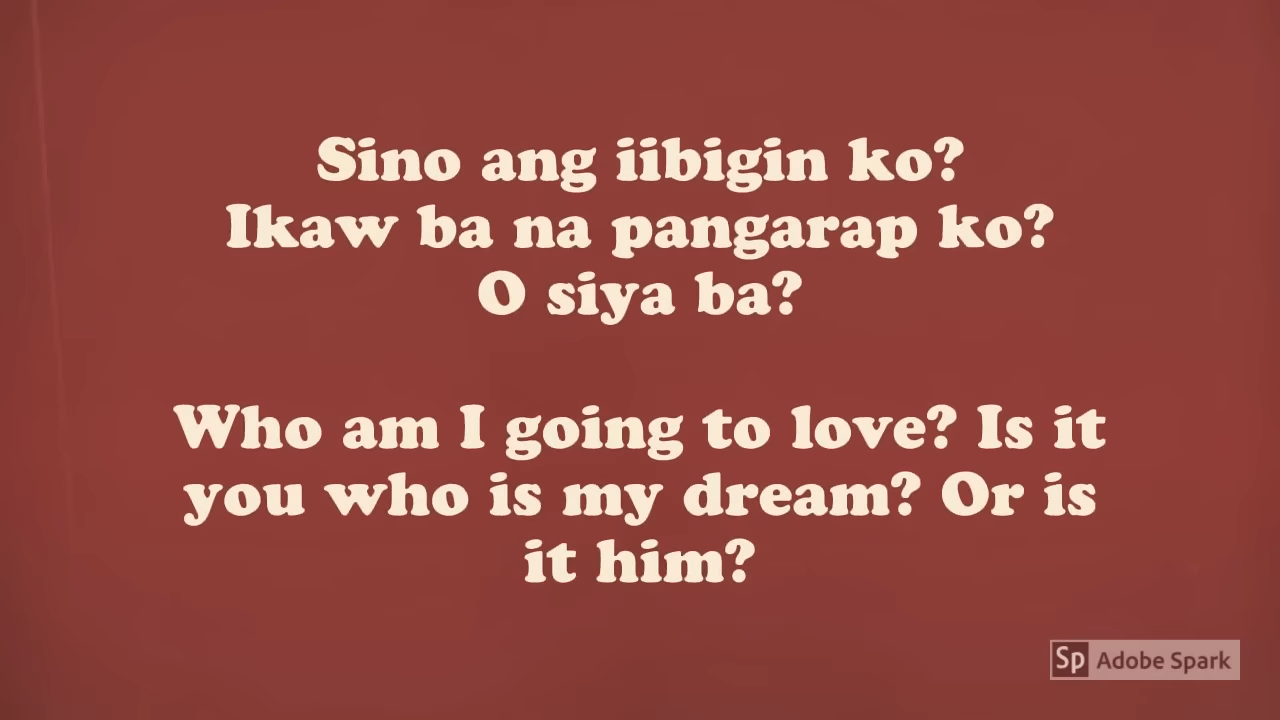 Sino ang iibigin ko?
Ikaw ba na pangarap ko?
O siya ba?
Who am I going to love? Is it
you who is my dream? Or is
it him?
Sp Adobe Spark